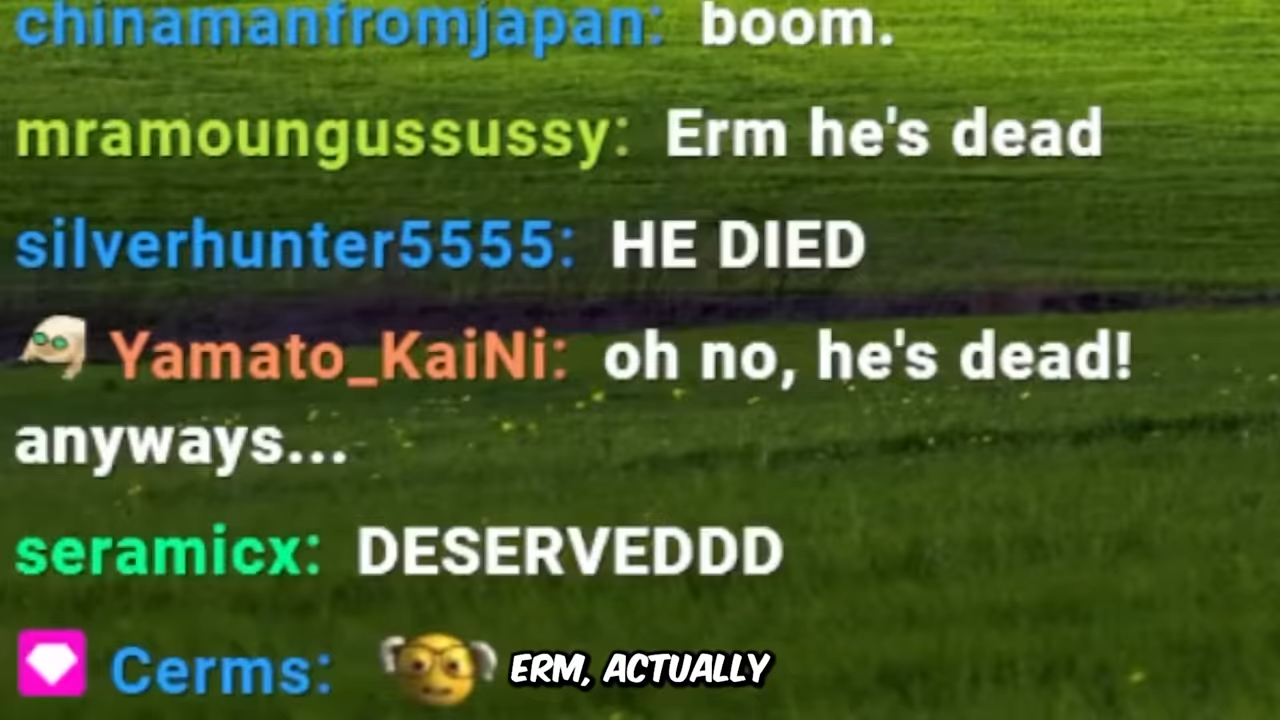 chinamanfromjapan: boom.
mramoungussussy: Erm he's dead
silverhunter5555: HE DIED
Yamato_KaiNi: oh no, he's dead!
anyways...
seramicx: DESERVEDDD
Cerms: ERM, ACTUALLY